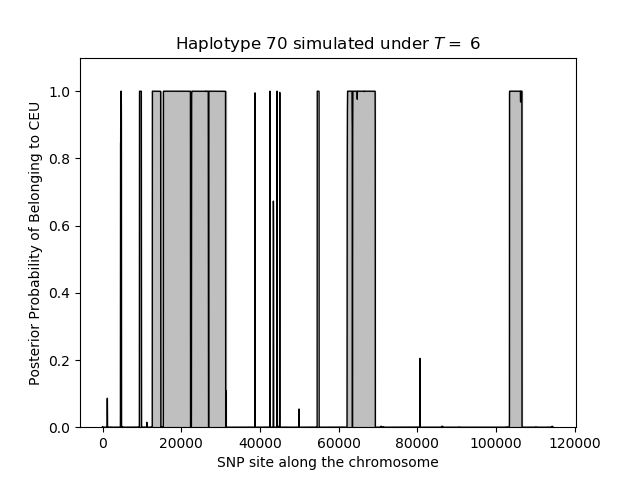 Haplotype 70 simulated under T = 6
Posterior Probability of Belonging to CEU
1.0
0.8
0.6
0.4
0.2
0.0
0 20000 40000 60000 80000 100000 120000
SNP site along the chromosome